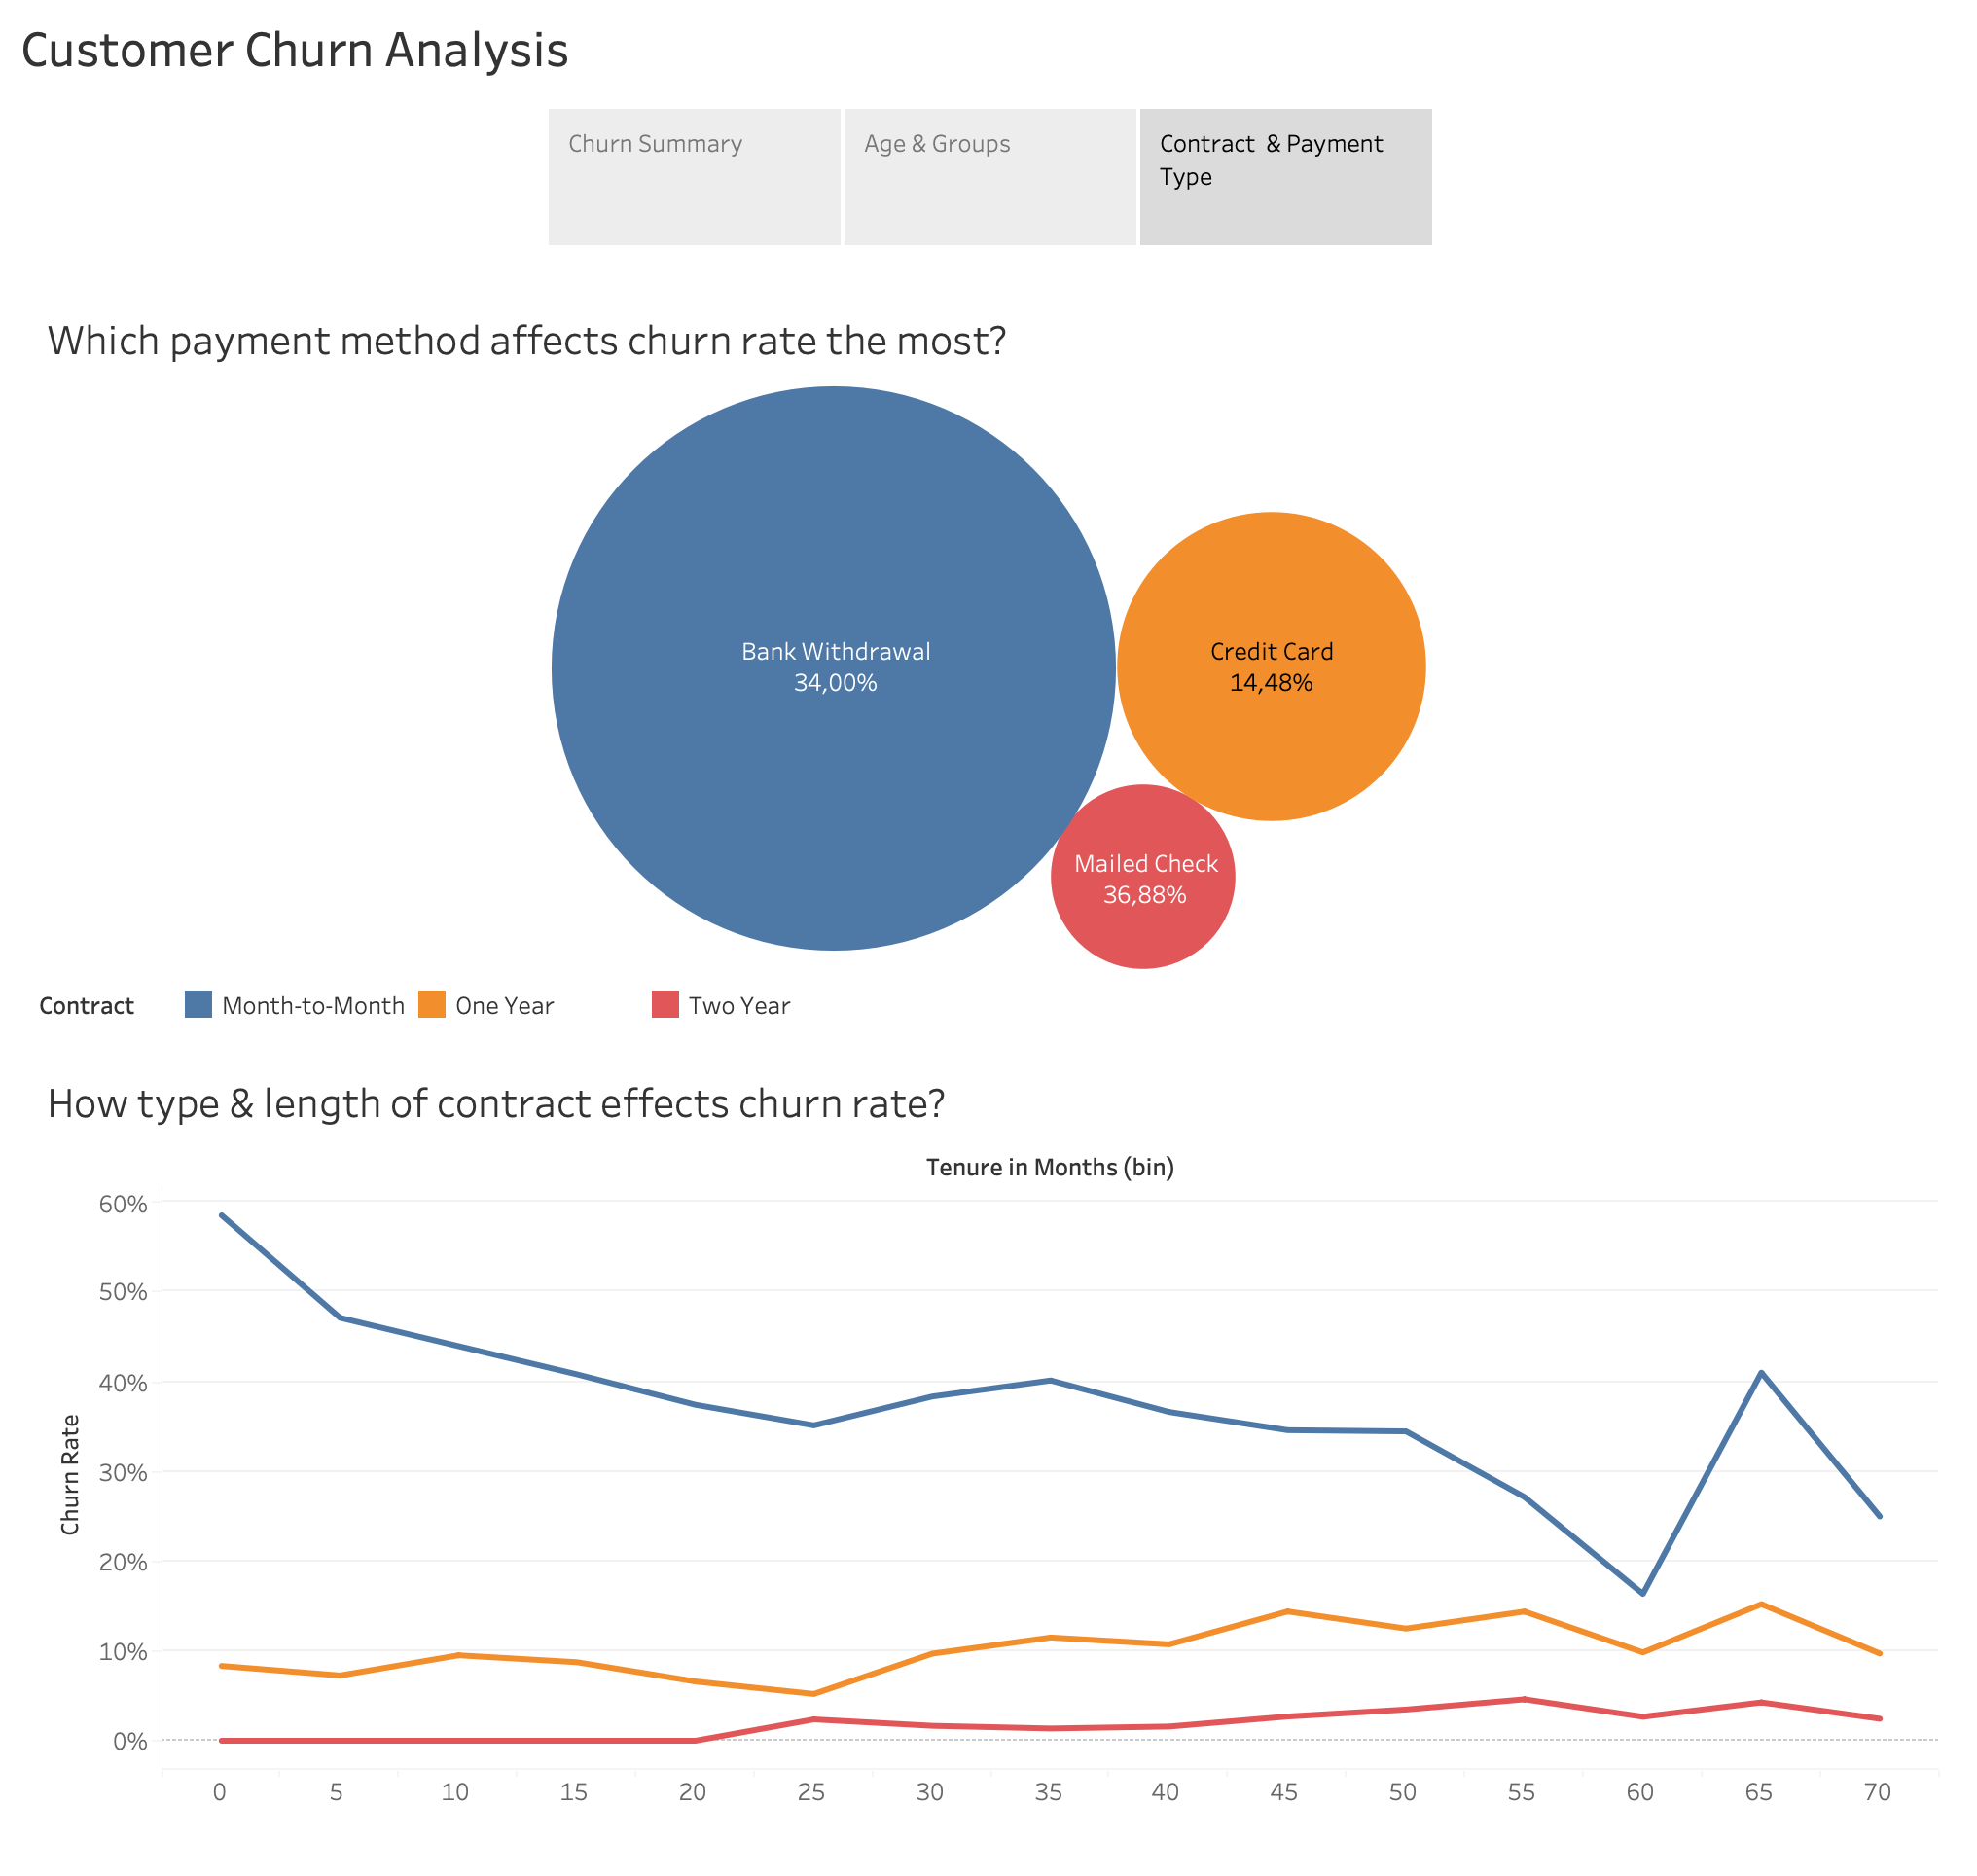 Customer Churn Analysis
Churn Summary
Age & Groups
Contract & Payment
Type
Which payment method affects churn rate the most?
Bank Withdrawal
34,00%
Credit Card
14,48%
Mailed Check
36,88%
Contract
Month-to-Month
One Year
Two Year
How type & length of contract effects churn rate?
Tenure in Months (bin)
Churn Rate
60%
50%
40%
30%
20%
10%
0%
0 5 10 15 20 25 30 35 40 45 50 55 60 65 70